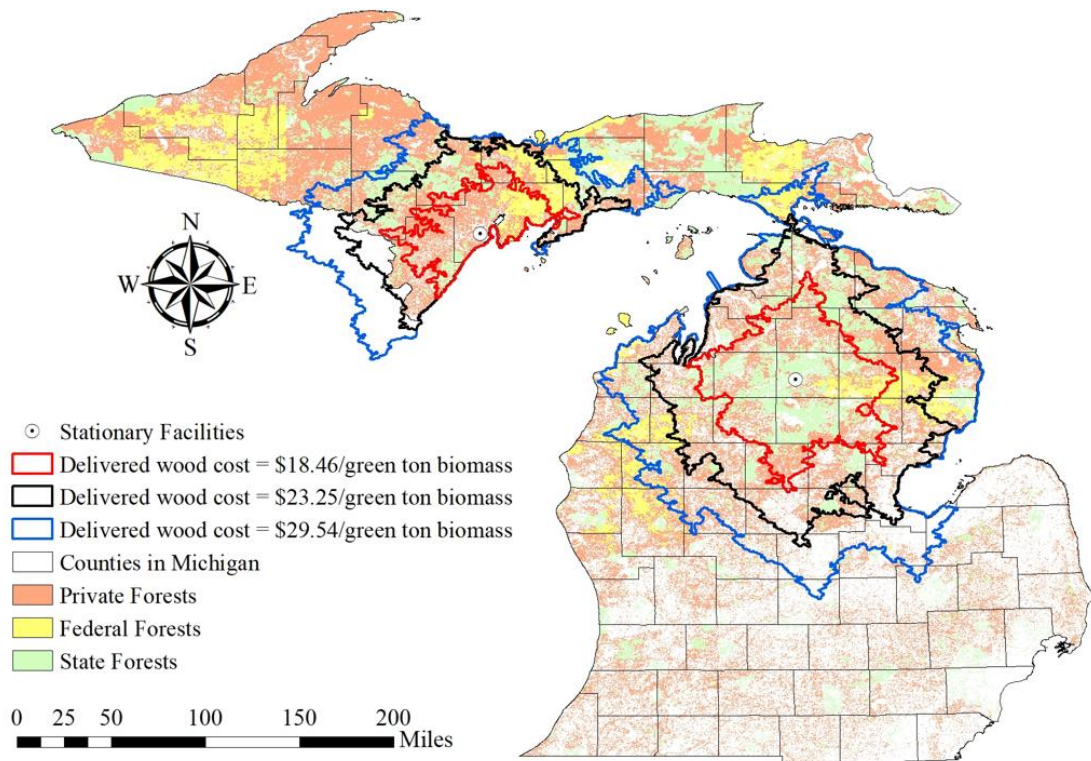 N
W E
S
Stationary Facilities
Delivered wood cost = $18.46/green ton biomass
Delivered wood cost = $23.25/green ton biomass
Delivered wood cost = $29.54/green ton biomass
Counties in Michigan
Private Forests
Federal Forests
State Forests
0 25 50 100 150 200
Miles